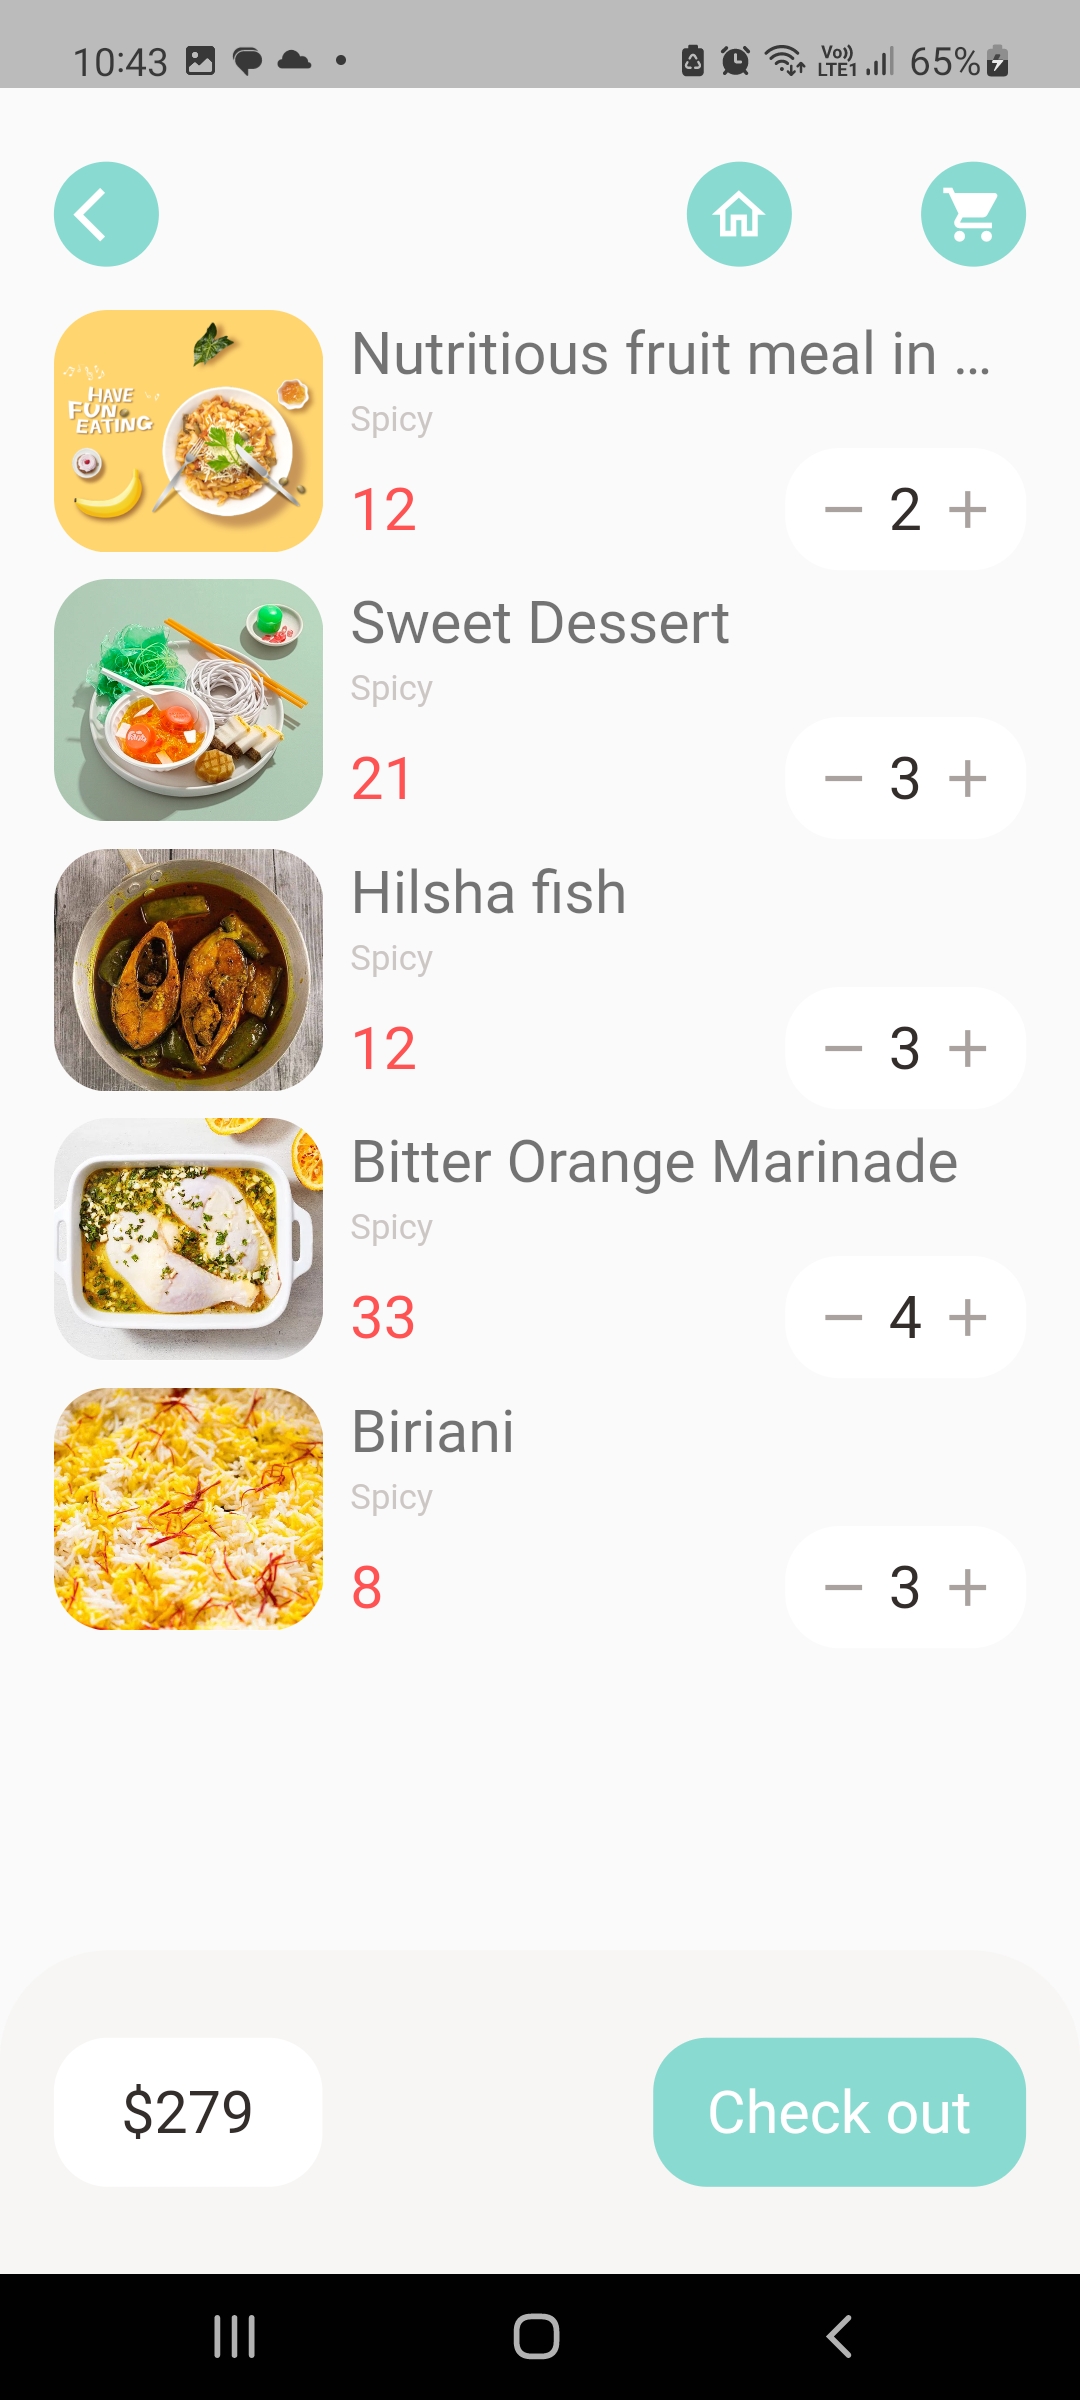 10:43
Vo))
LTE1
65%
HAVE
FUN
EATING
Nutritious fruit meal in ...
Spicy
12
2
Sweet Dessert
Spicy
21
3
Hilsha fish
Spicy
12
3
Bitter Orange Marinade
Spicy
33
4
Biriani
Spicy
8
3
$279
Check out